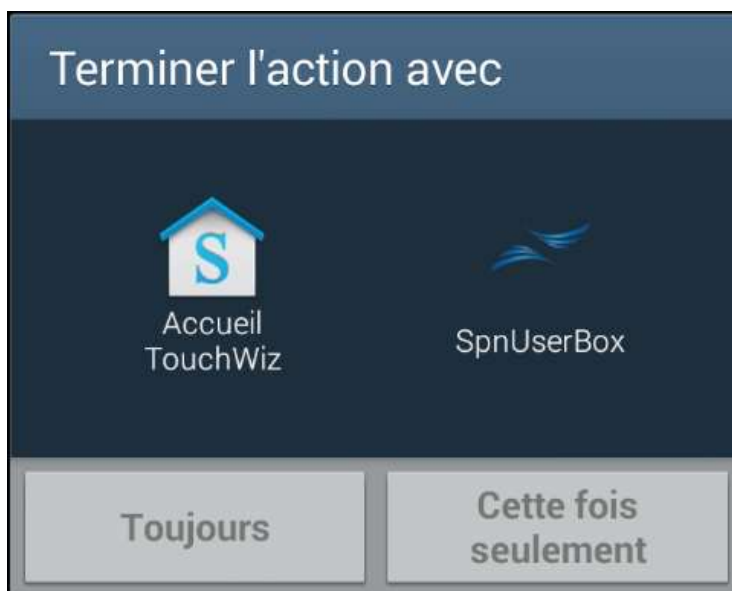 Terminer l'action avec
S
Accueil
TouchWiz
SpnUserBox
Toujours
Cette fois
seulement